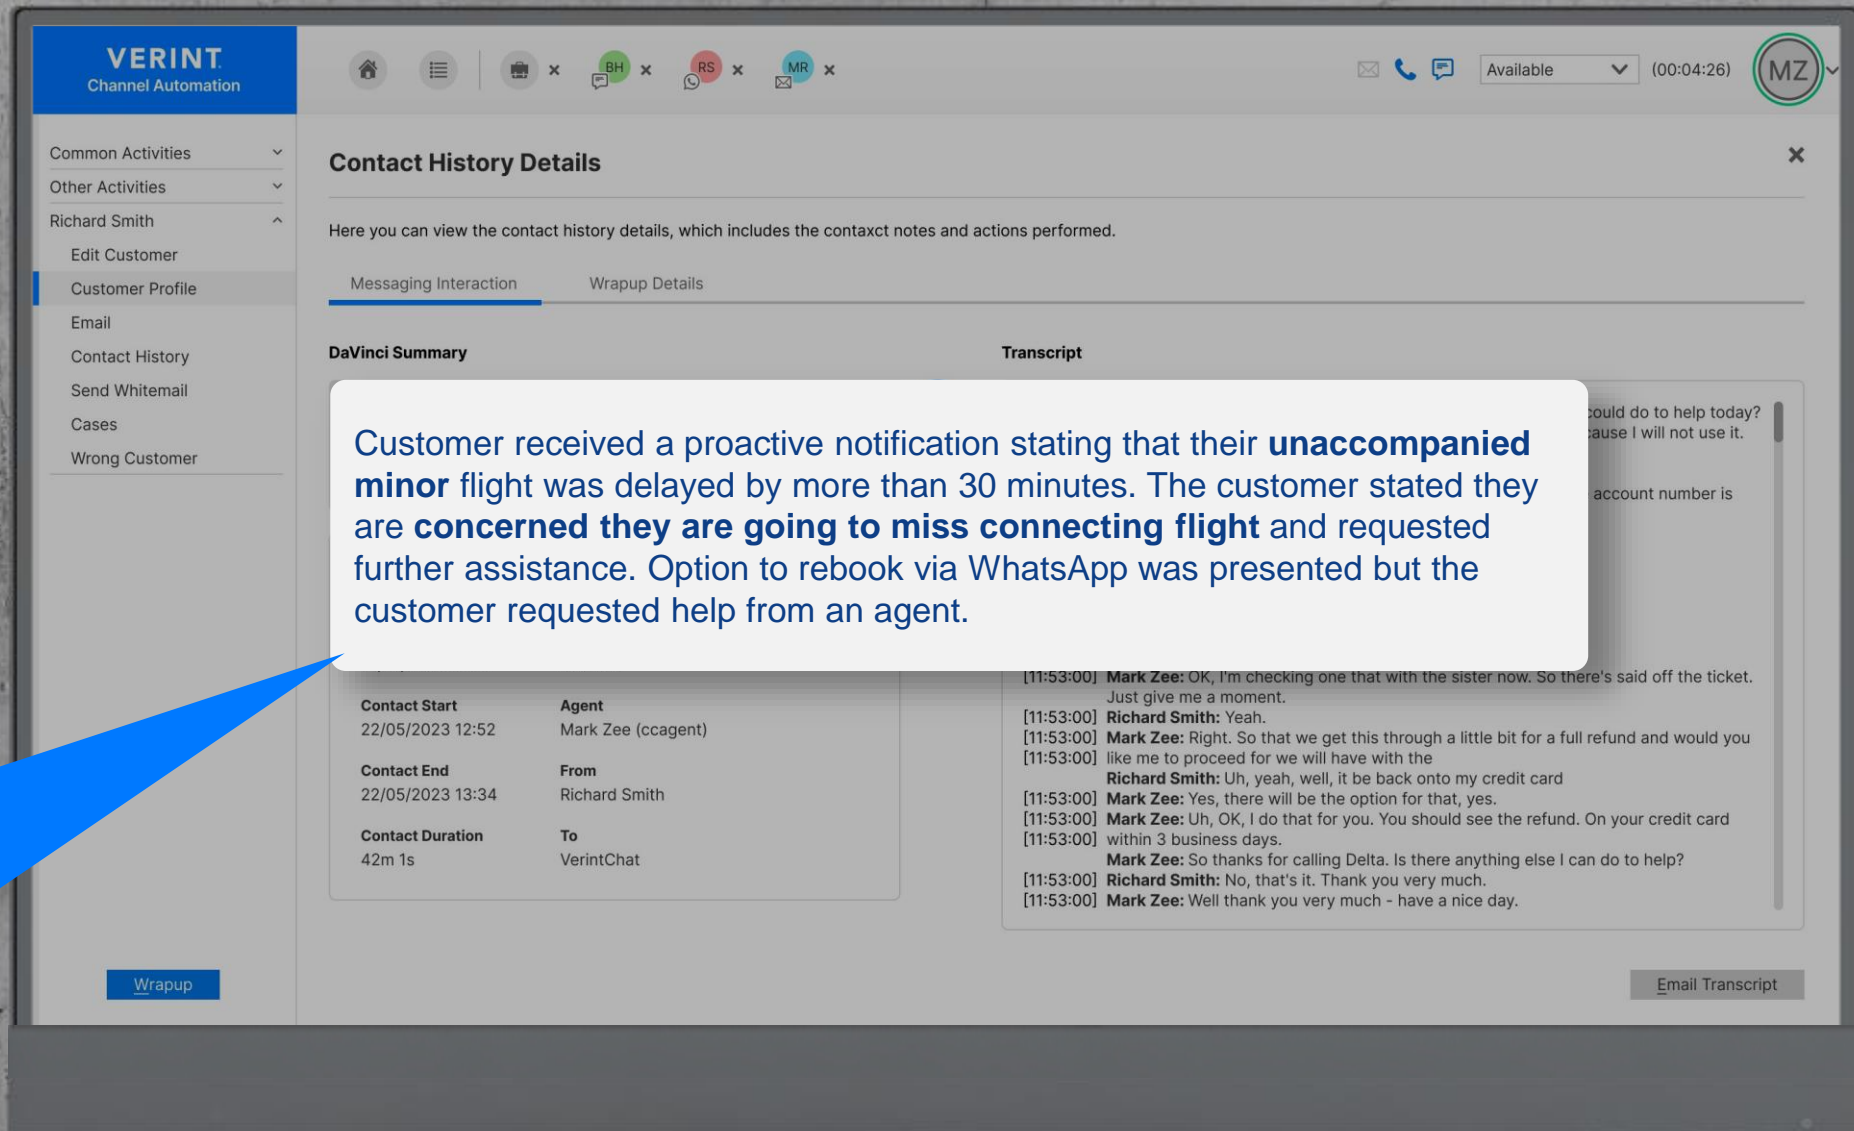 VERINT
Channel Automation
BH
RS
MR
Available
(00:04:26)
MZ
Common Activities
Other Activities
Richard Smith
Edit Customer
Customer Profile
Email
Contact History
Send Whitemail
Cases
Wrong Customer
Wrapup
Contact History Details
Here you can view the contact history details, which includes the contaxct notes and actions performed.
Messaging Interaction
Wrapup Details
DaVinci Summary
Customer received a proactive notification stating that their unaccompanied
minor flight was delayed by more than 30 minutes. The customer stated they
are concerned they are going to miss connecting flight and requested
further assistance. Option to rebook via WhatsApp was presented but the
customer requested help from an agent.
Contact Start
22/05/2023 12:52
Agent
Mark Zee (ccagent)
Contact End
22/05/2023 13:34
From
Richard Smith
Contact Duration
42m 1s
To
VerintChat
Transcript
could do to help today?
cause I will not use it.
account number is
[11:53:00] Mark Zee: OK, I'm checking one that with the sister now. So there's said off the ticket.
Just give me a moment.
[11:53:00] Richard Smith: Yeah.
[11:53:00] Mark Zee: Right. So that we get this through a little bit for a full refund and would you
[11:53:00] like me to proceed for we will have with the
Richard Smith: Uh, yeah, well, it be back onto my credit card
[11:53:00] Mark Zee: Yes, there will be the option for that, yes.
[11:53:00] Mark Zee: Uh, OK, I do that for you. You should see the refund. On your credit card
[11:53:00] within 3 business days.
Mark Zee: So thanks for calling Delta. Is there anything else I can do to help?
[11:53:00] Richard Smith: No, that's it. Thank you very much.
[11:53:00] Mark Zee: Well thank you very much - have a nice day.
Email Transcript